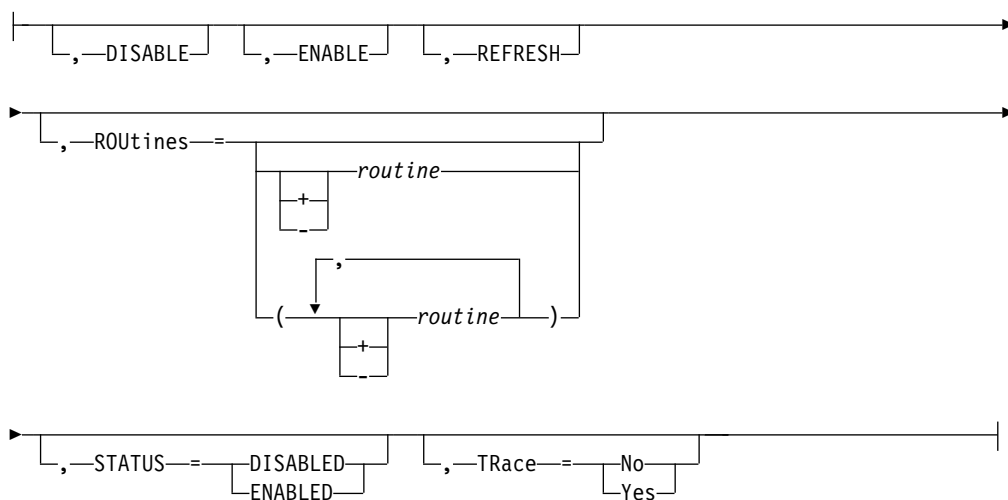 , DISABLE , ENABLE , REFRESH
, ROUtines =
routine
+
-
,
( routine )
+
-
, STATUS = DISABLED , TRace = No
ENABLED Yes